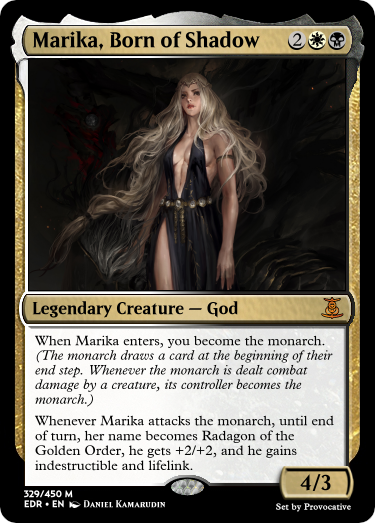 Marika, Born of Shadow 2
Legendary Creature — God
When Marika enters, you become the monarch.
(The monarch draws a card at the beginning of their
end step. Whenever the monarch is dealt combat
damage by a creature, its controller becomes the
monarch.)
Whenever Marika attacks the monarch, until end
of turn, her name becomes Radagon of the
Golden Order, he gets +2/+2, and he gains
indestructible and lifelink.
4/3
329/450 M
EDR • EN Daniel Kamarudin
Set by Provocative